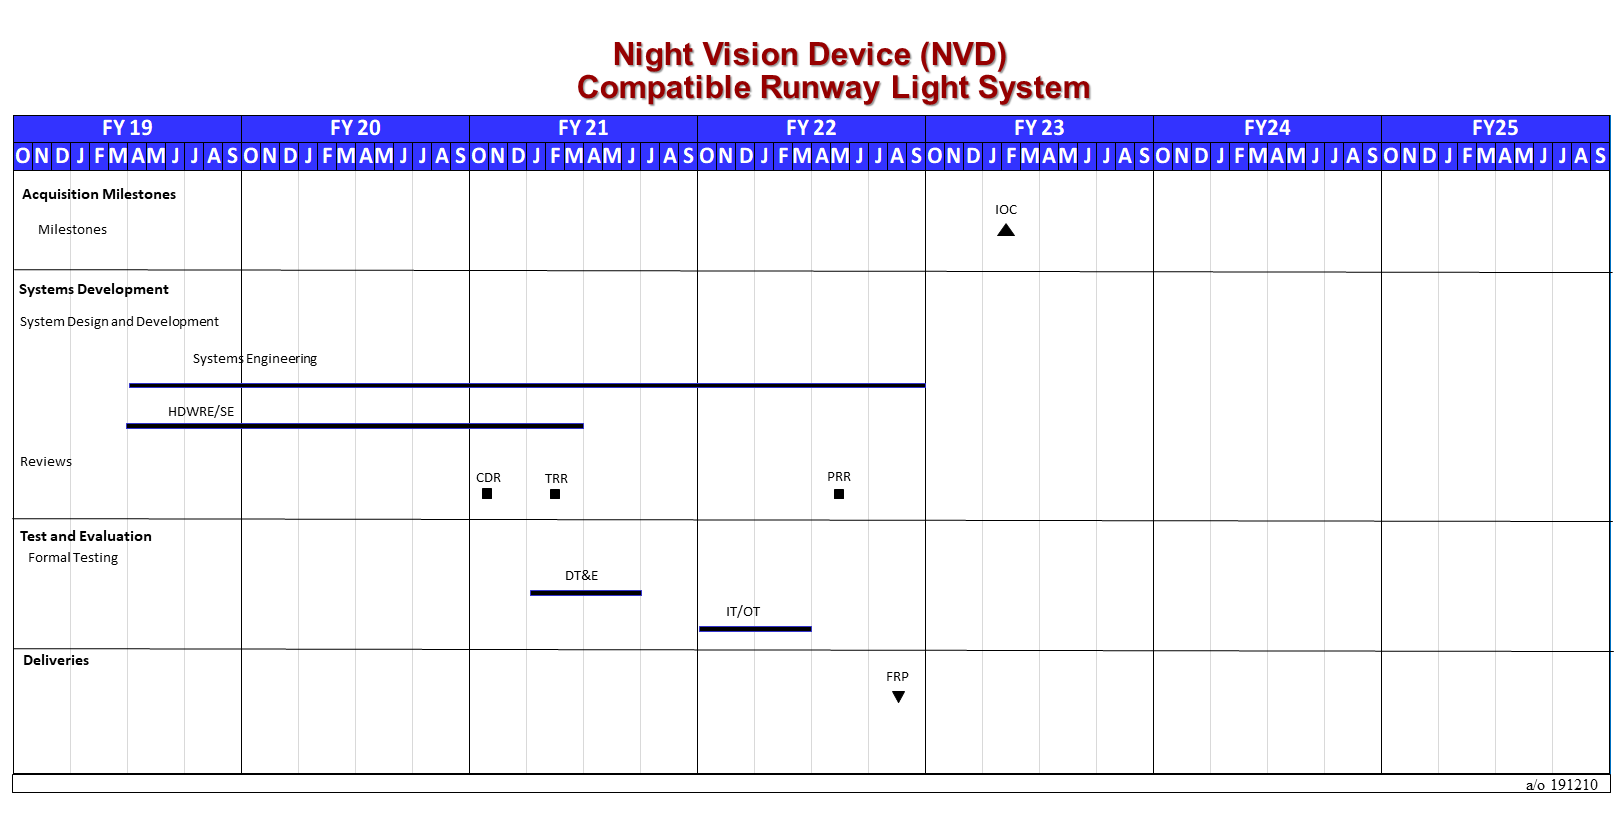 Night Vision Device (NVD)
Compatible Runway Light System
FY 19 FY 20 FY 21 FY 22 FY 23 FY24 FY25
O N D J F M A M J J A S O N D J F M A M J J A S O N D J F M A M J J A S O N D J F M A M J J A S O N D J F M A M J J A S O N D J F M A M J J A S O N D J F M A M J J A S
Acquisition Milestones
IOC
Milestones
Systems Development
System Design and Development
Systems Engineering
HDWRE/SE
Reviews
CDR TRR PRR
Test and Evaluation
Formal Testing
DT&E
IT/OT
Deliveries
FRP
a/o 191210